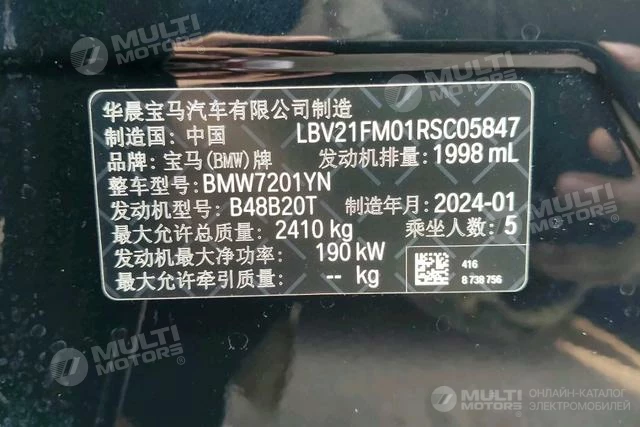 MULTI MOTORS
MULTI MOTORS
华晨宝马汽车有限公司制造
制造国: 中国 LBV21FM01RSC05847
品牌: 宝马(BMW)牌 发动机排量: 1998 mL
整车型号: BMW7201YN
发动机型号: B48B20T 制造年月: 2024-01
最大允许总质量: 2410 kg 乘坐人数: 5
发动机最大净功率: 190 kW
最大允许牵引质量: -- kg
416
8 738 756
MULTI MOTORS
MULTI MOTORS
ОНЛАЙН-КАТАЛОГ
ЭЛЕКТРОМОБИЛЕЙ